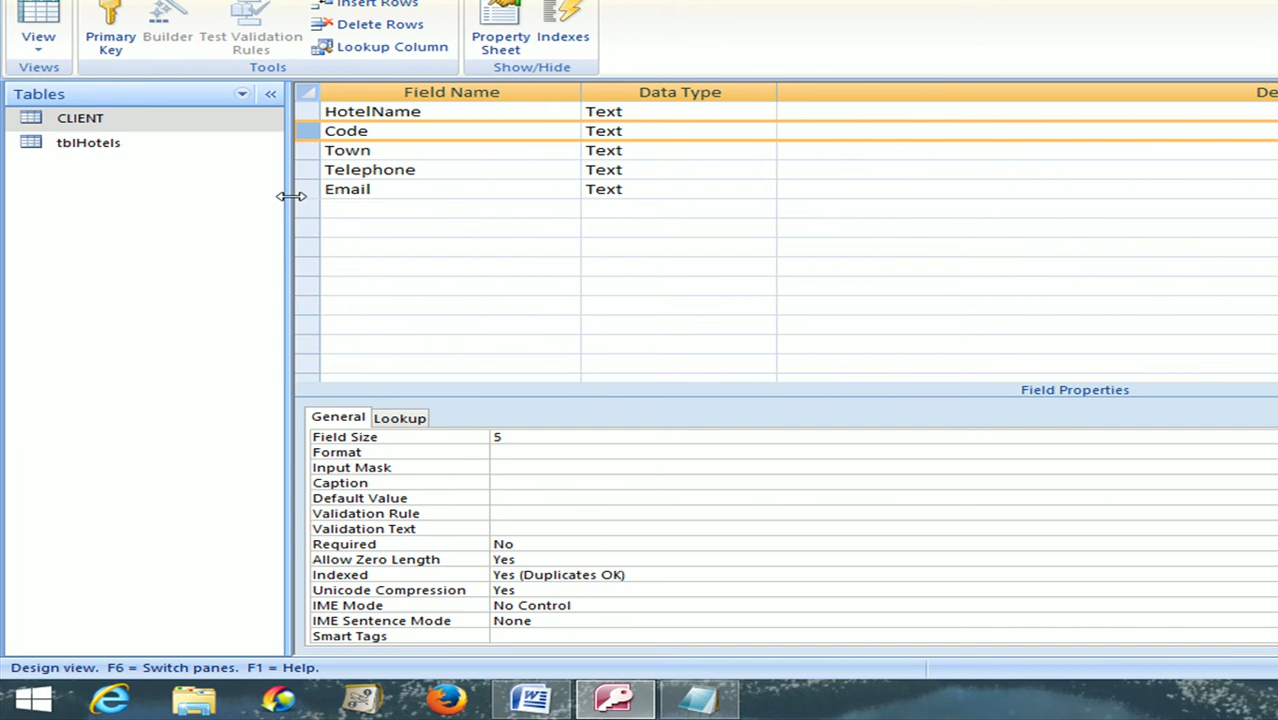 Insert Rows
View
Primary Key
Builder
Test Validation Rules
Delete Rows
Lookup Column
Property Sheet
Indexes
Views
Tools
Show/Hide
Tables
CLIENT
tblHotels
Field Name Data Type De
HotelName Text
Code Text
Town Text
Telephone Text
Email Text
Field Properties
General Lookup
Field Size 5
Format
Input Mask
Caption
Default Value
Validation Rule
Validation Text
Required No
Allow Zero Length Yes
Indexed Yes (Duplicates OK)
Unicode Compression Yes
IME Mode No Control
IME Sentence Mode None
Smart Tags
Design view. F6 = Switch panes. F1 = Help.